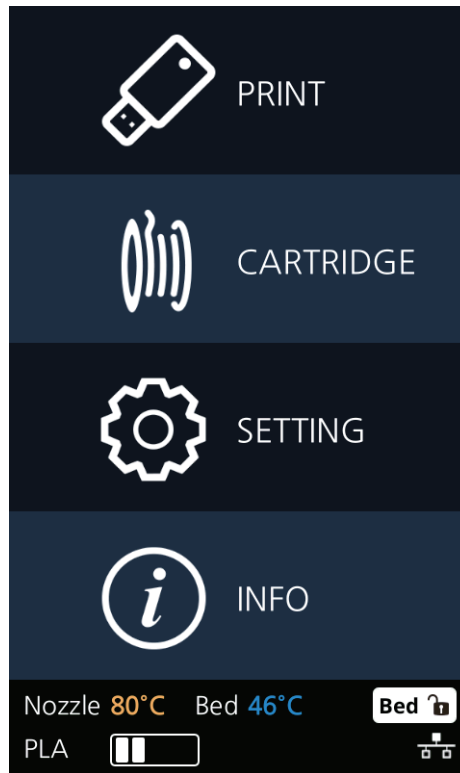 PRINT
CARTRIDGE
SETTING
INFO
Nozzle 80°C Bed 46°C Bed
PLA